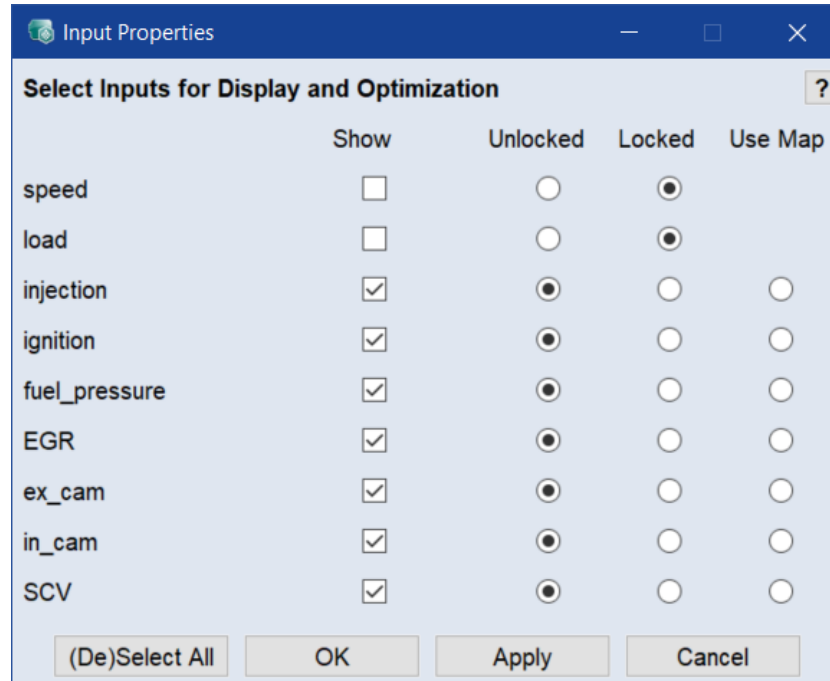 Input Properties
Select Inputs for Display and Optimization ?
Show Unlocked Locked Use Map
speed
load
injection
ignition
fuel_pressure
EGR
ex_cam
in_cam
SCV
(De)Select All OK Apply Cancel